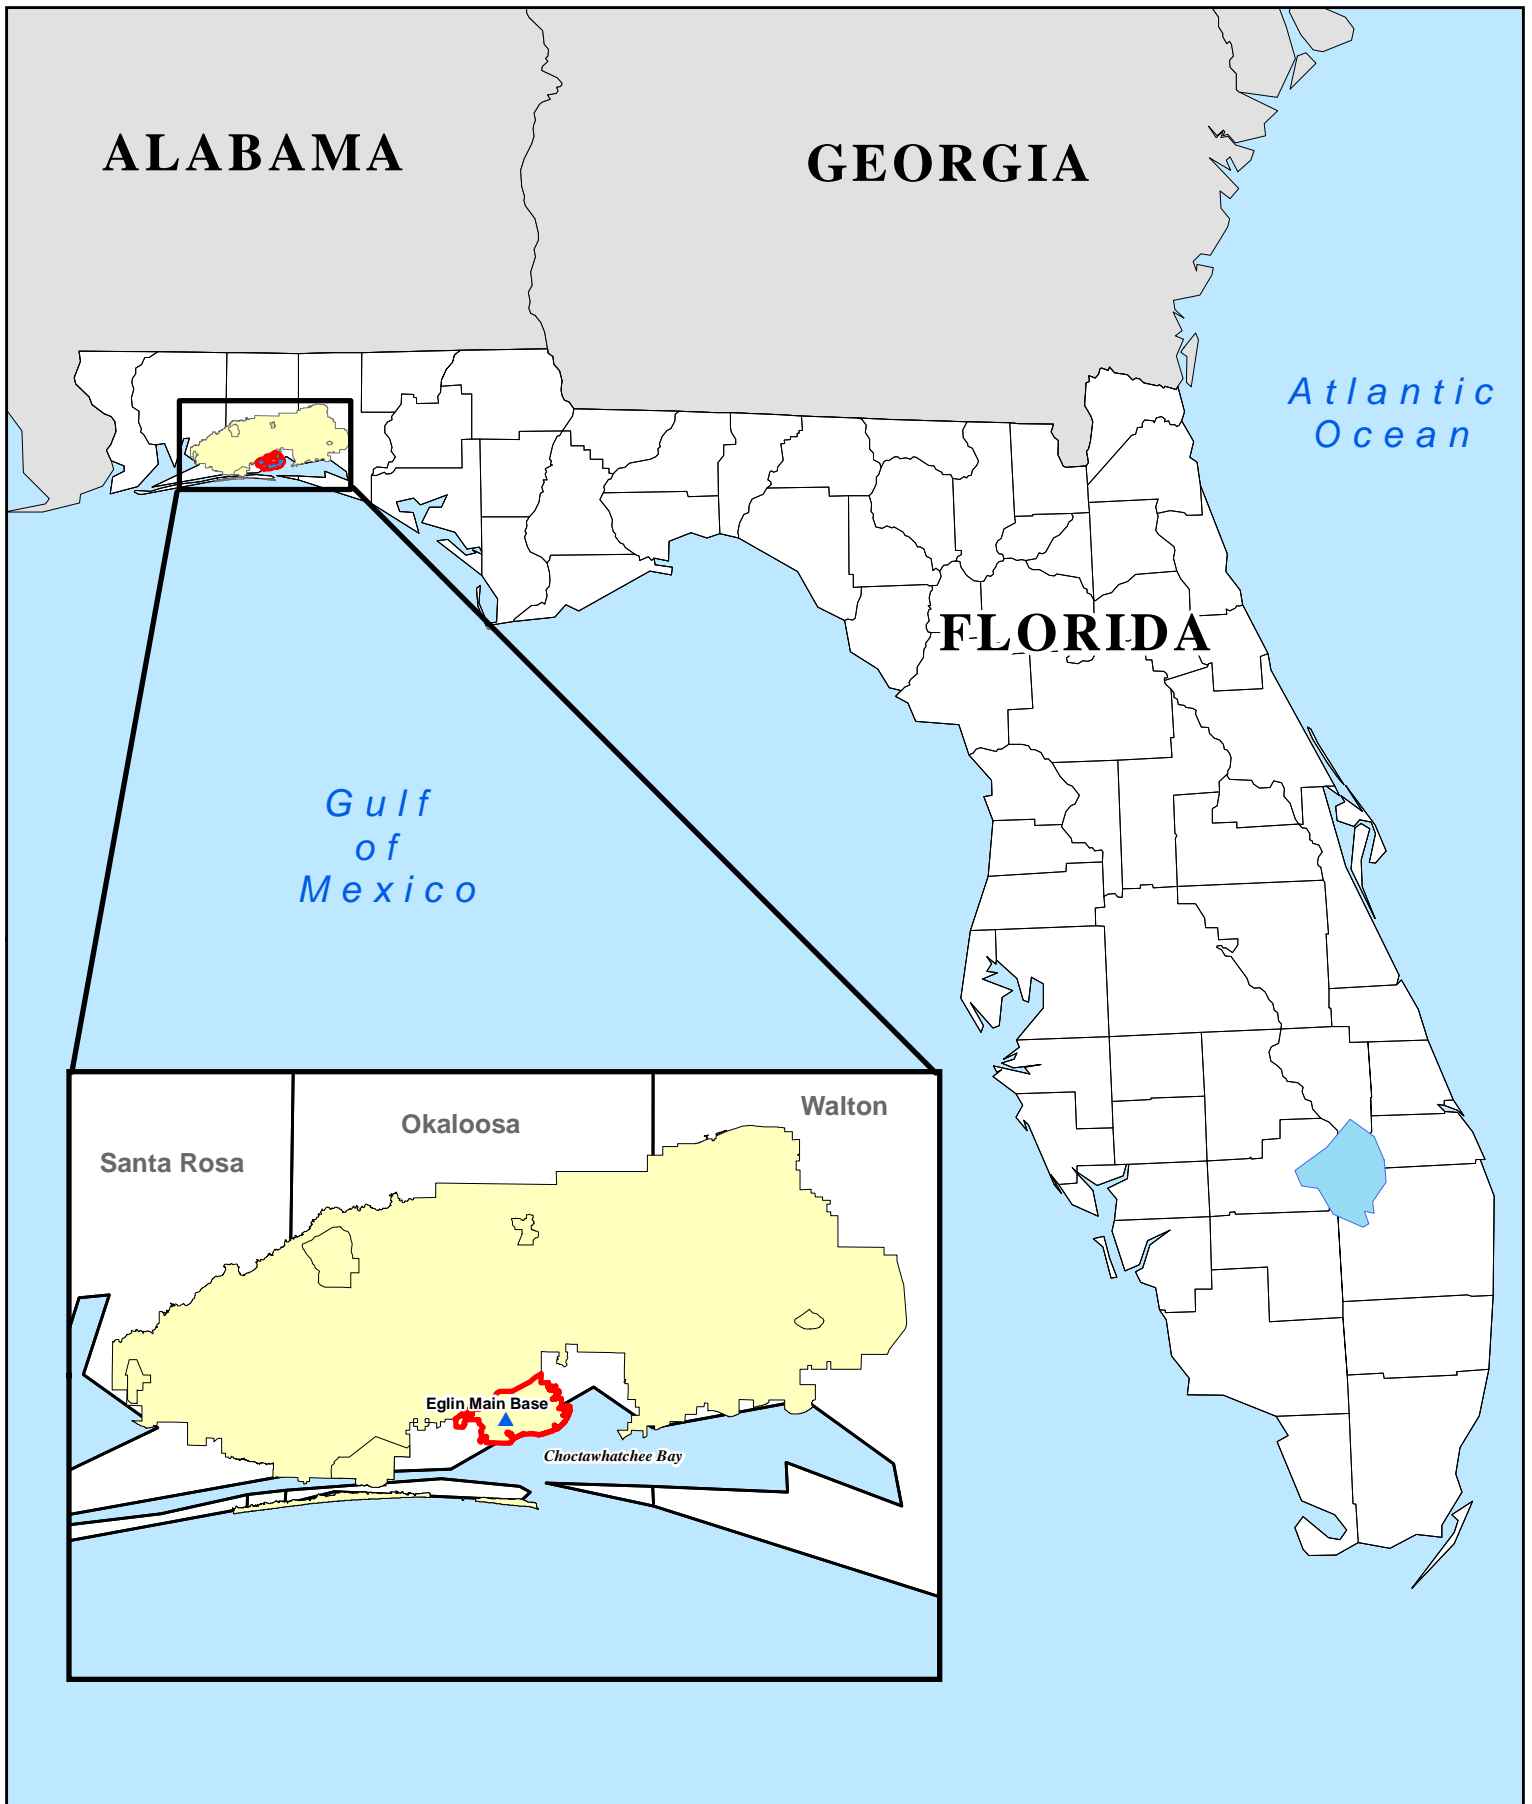 ALABAMA
GEORGIA
Atlantic
Ocean
FLORIDA
Gulf
of
Mexico
Walton
Okaloosa
Santa Rosa
Eglin Main Base
Choctawhatchee Bay